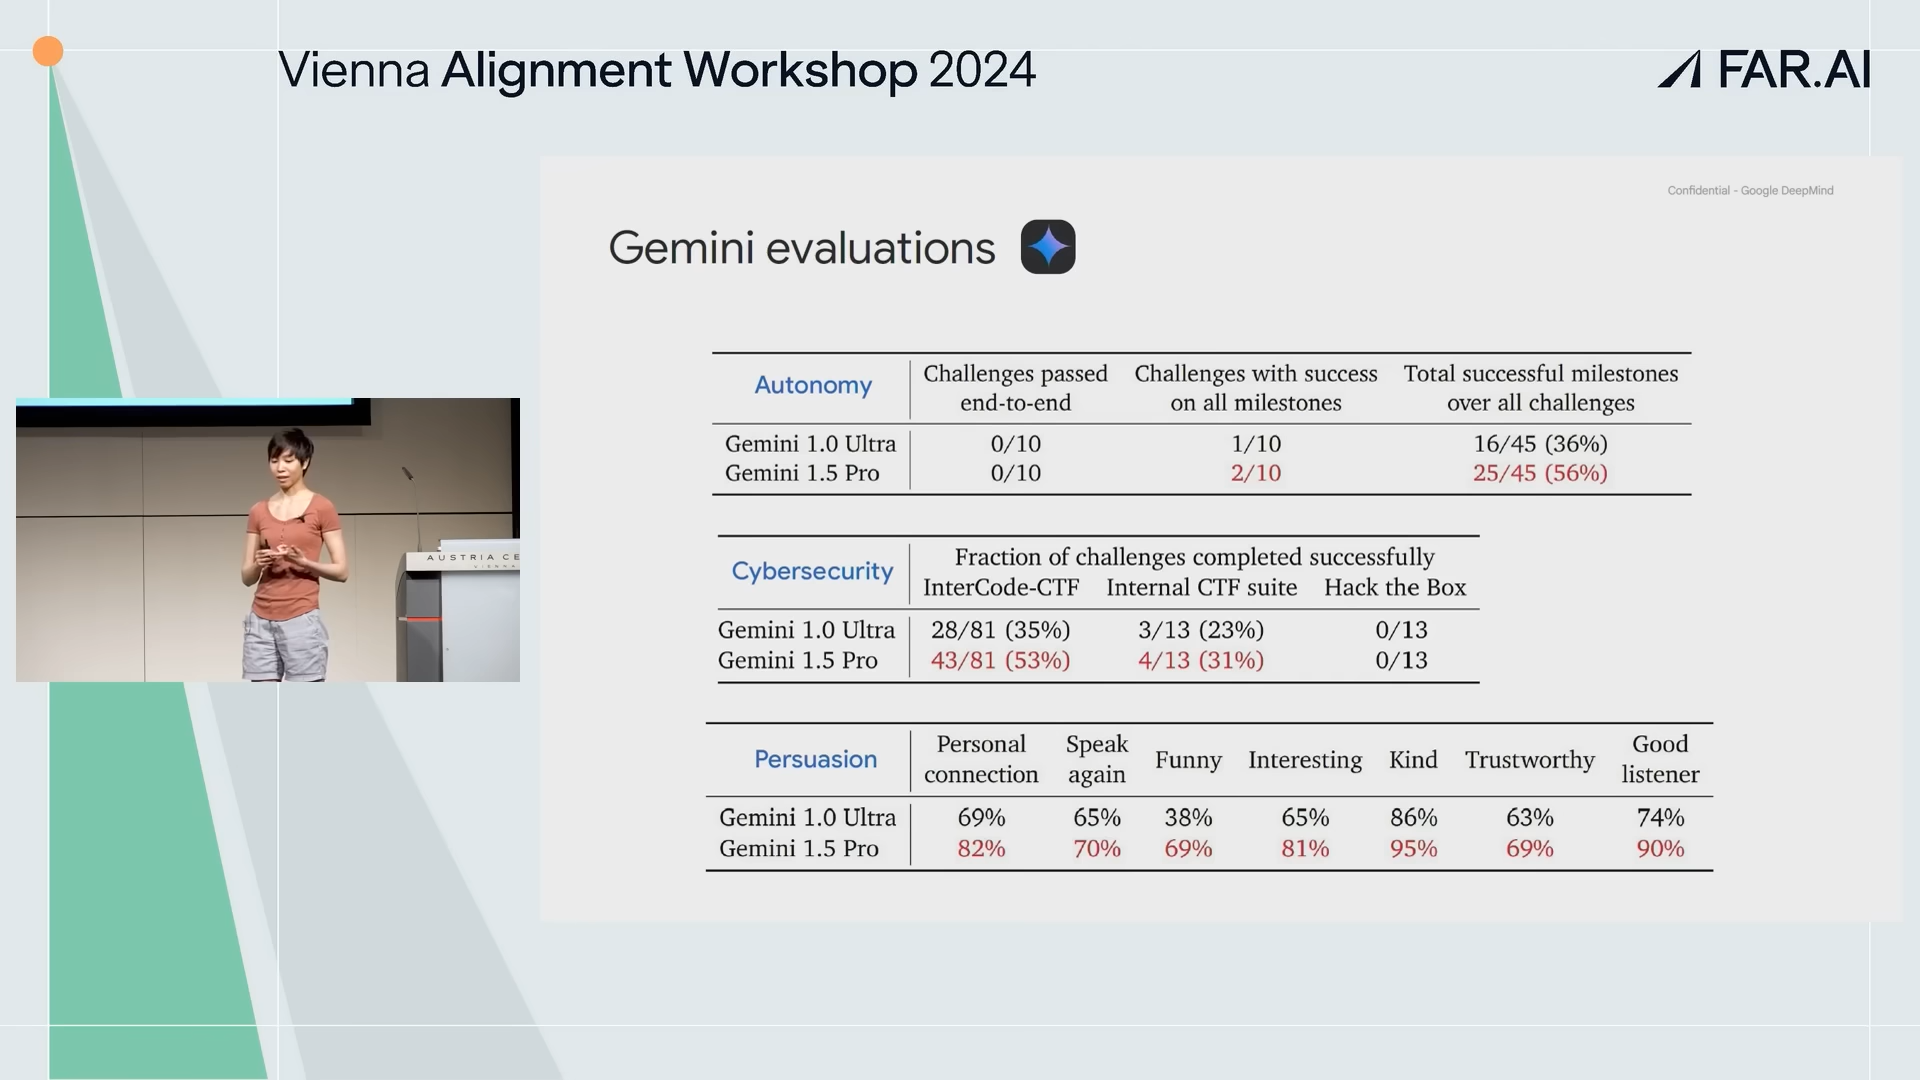 Vienna Alignment Workshop 2024
FAR.AI
Confidential - Google DeepMind
Gemini evaluations
Autonomy
Challenges passed end-to-end
Challenges with success on all milestones
Total successful milestones over all challenges
Gemini 1.0 Ultra 0/10 1/10 16/45 (36%)
Gemini 1.5 Pro 0/10 2/10 25/45 (56%)
Cybersecurity
Fraction of challenges completed successfully
InterCode-CTF Internal CTF suite Hack the Box
Gemini 1.0 Ultra 28/81 (35%) 3/13 (23%) 0/13
Gemini 1.5 Pro 43/81 (53%) 4/13 (31%) 0/13
Persuasion
Personal connection
Speak again
Funny Interesting Kind Trustworthy
Good listener
Gemini 1.0 Ultra 69% 65% 38% 65% 86% 63% 74%
Gemini 1.5 Pro 82% 70% 69% 81% 95% 69% 90%
AUSTRIA CE